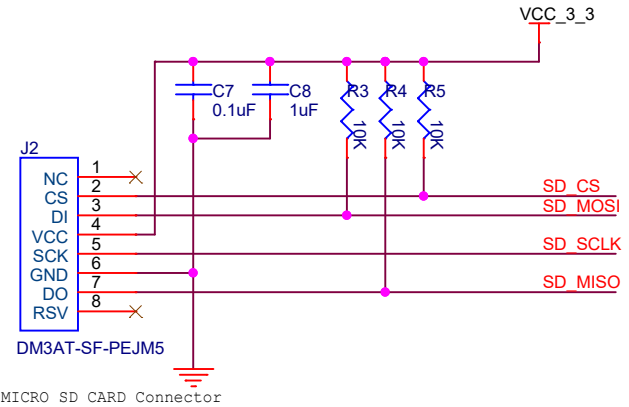 VCC_3_3
C7
0.1uF
C8
1uF
R3
10K
R4
10K
R5
10K
J2
NC 1
CS 2
DI 3
VCC 4
SCK 5
GND 6
DO 7
RSV 8
SD_CS
SD_MOSI
SD_SCLK
SD_MISO
DM3AT-SF-PEJM5
MICRO SD CARD Connector